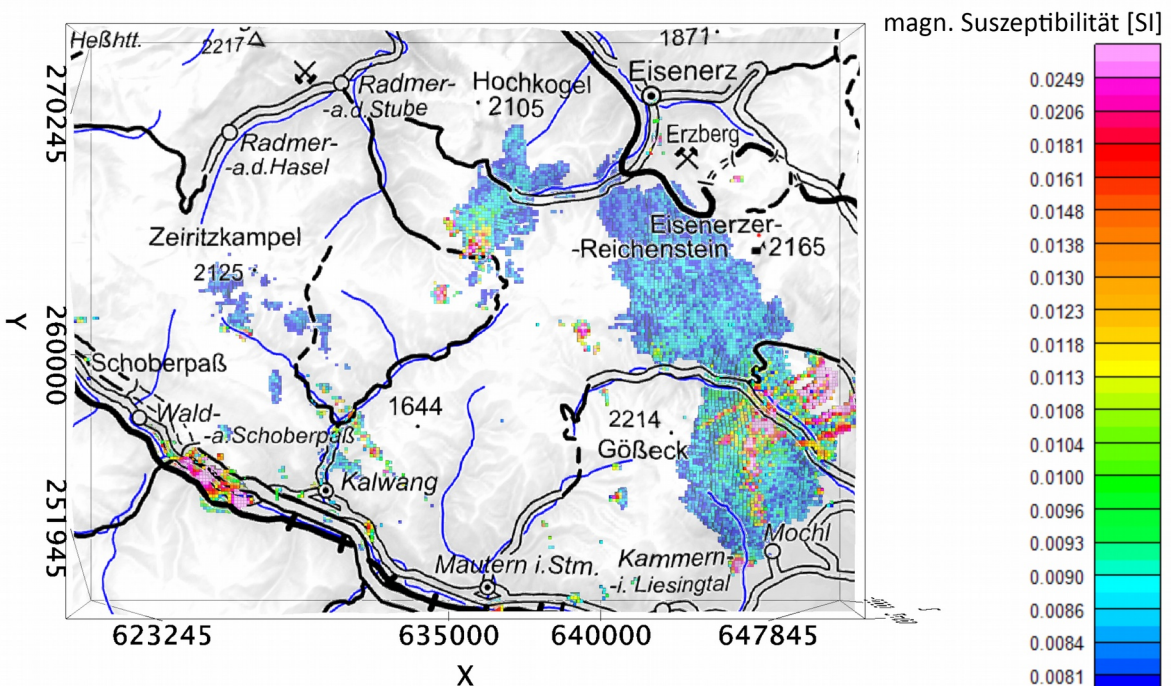 magn. Suszeptibilität [SI]
Heßhtt.
2217
1871
Radmer-
-a.d.Stube
Hochkogel
2105
Eisenerz
Erzberg
Radmer-
-a.d.Hasel
Zeiritzkampel
2125
Eisenerzer-
-Reichenstein
2165
Schoberpaß
Wald-
-a.Schoberpaß
1644
2214
Gößeck
Kalwang
Mautern i.Stm.
Kammern-
-i. Liesingtal
Mochl
Y
270245
260000
251945
623245
635000
640000
647845
X
0.0249
0.0206
0.0181
0.0161
0.0148
0.0138
0.0130
0.0123
0.0118
0.0113
0.0108
0.0104
0.0100
0.0096
0.0093
0.0090
0.0086
0.0084
0.0081